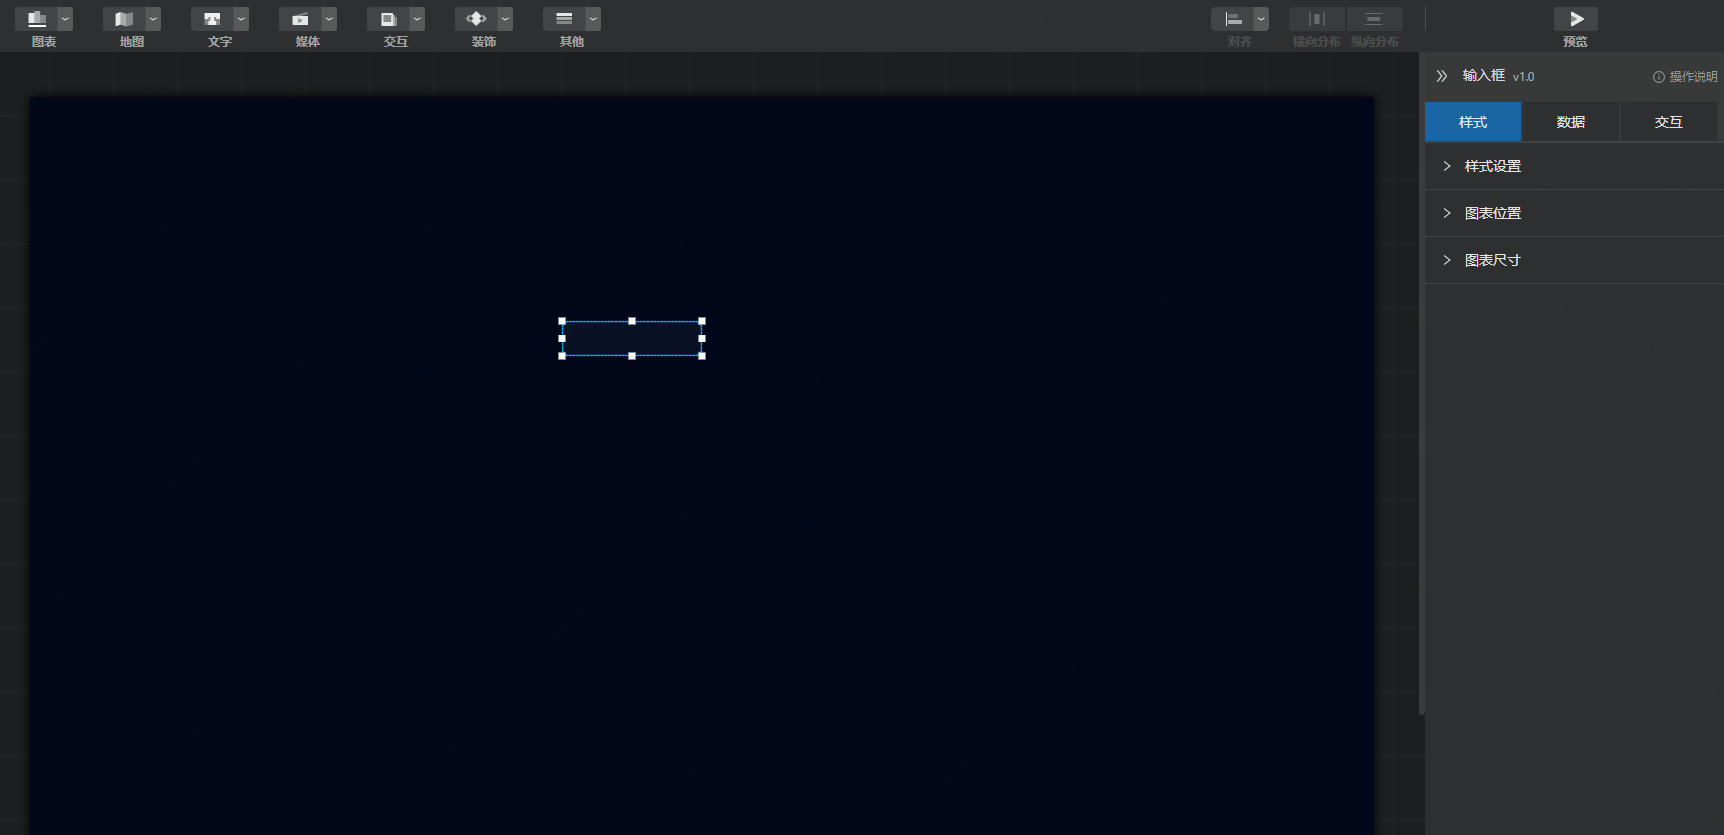 图表
地图
文字
媒体
交互
装饰
其他
对齐
横向分布
纵向分布
预览
输入框 v1.0
操作说明
样式
数据
交互
样式设置
图表位置
图表尺寸